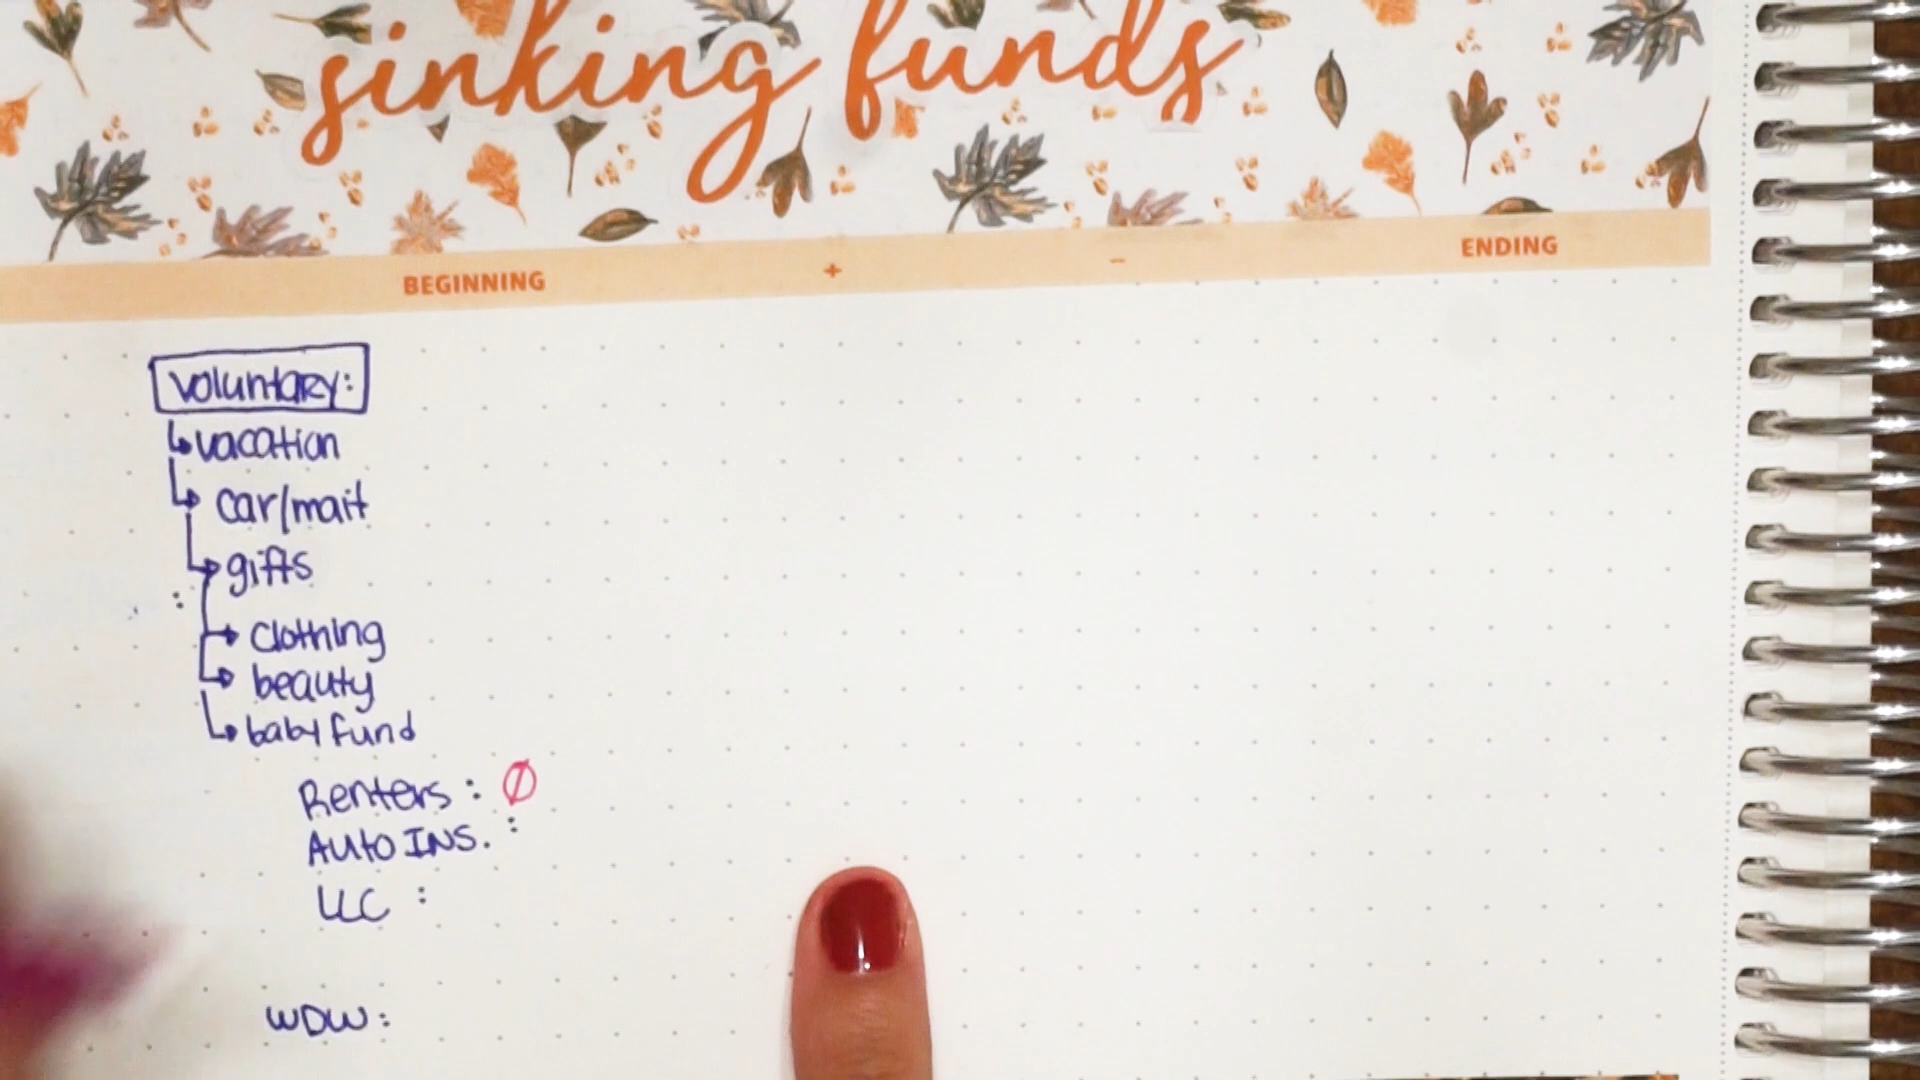 sinking funds
BEGINNING + - ENDING
voluntary:
vacation
car/mait
gifts
:
clothing
beauty
baby fund
Renters: Ø
Auto INS. :
LLC :
WDW: